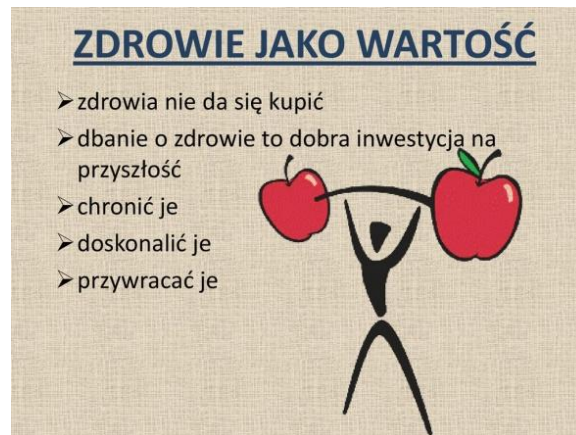 ZDROWIE JAKO WARTOŚĆ
➢zdrowia nie da się kupić
➢dbanie o zdrowie to dobra inwestycja na
przyszłość
➢chronić je
➢doskonalić je
➢przywracać je